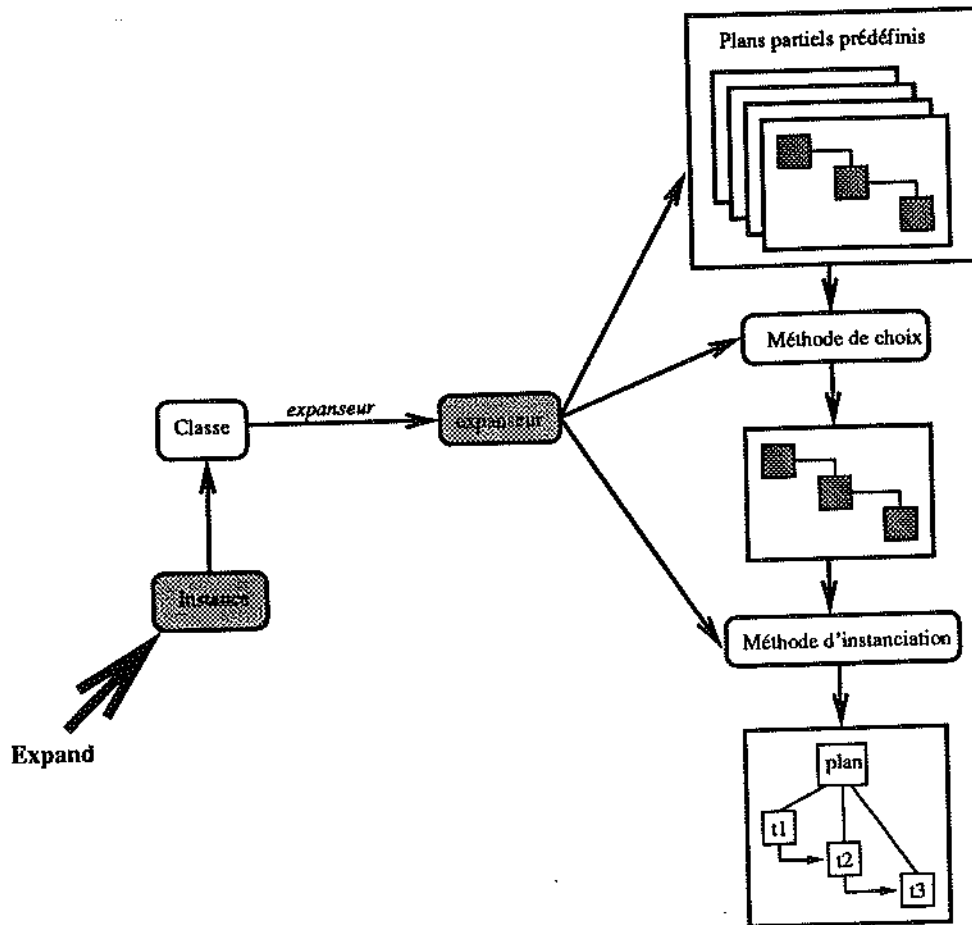 Plans partiels prédéfinis
Méthode de choix
expanseur
Classe
expanseur
Instance
Méthode d'instanciation
Expand
plan
t1
t2
t3